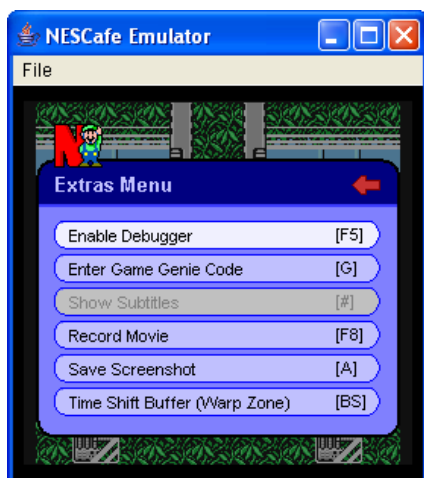 NESCafe Emulator
File
N
Extras Menu
Enable Debugger [F5]
Enter Game Genie Code [G]
Show Subtitles [#]
Record Movie [F8]
Save Screenshot [A]
Time Shift Buffer (Warp Zone) [BS]